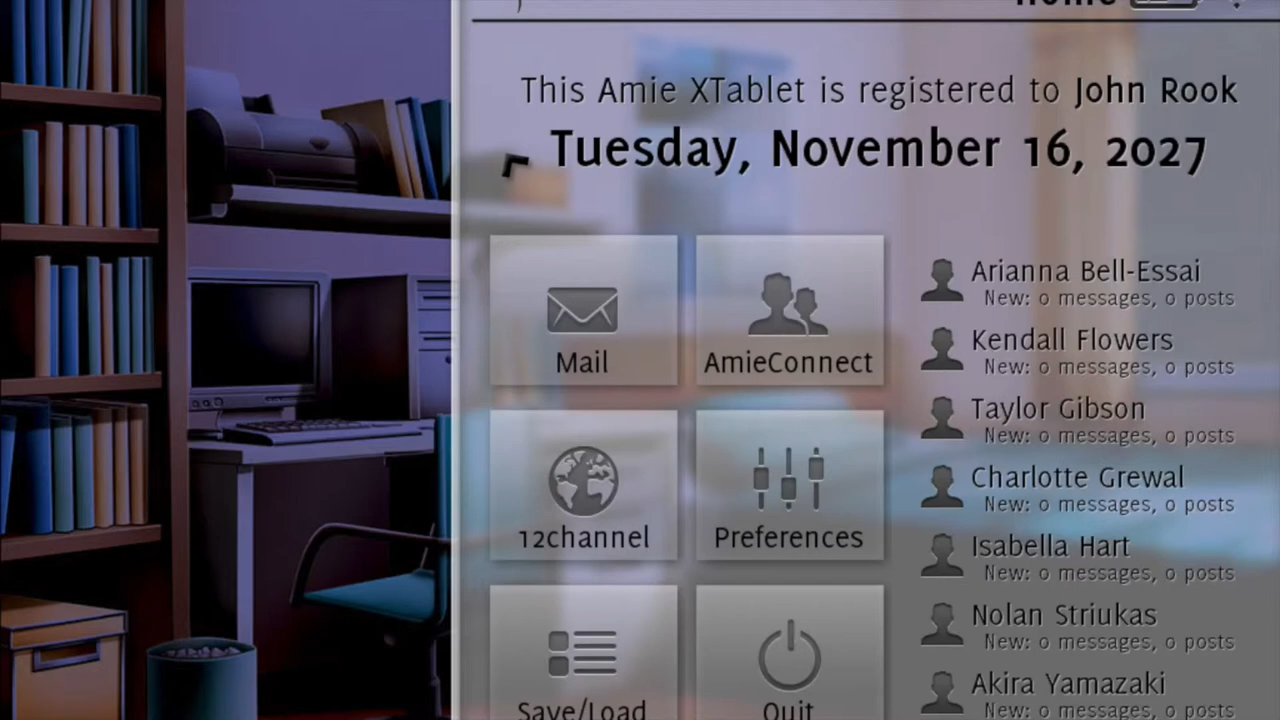 Home
This Amie XTablet is registered to John Rook
Tuesday, November 16, 2027
Mail
AmieConnect
12channel
Preferences
Save/Load
Quit
Arianna Bell-Essai
New: 0 messages, 0 posts
Kendall Flowers
New: 0 messages, 0 posts
Taylor Gibson
New: 0 messages, 0 posts
Charlotte Grewal
New: 0 messages, 0 posts
Isabella Hart
New: 0 messages, 0 posts
Nolan Striukas
New: 0 messages, 0 posts
Akira Yamazaki
New: 0 messages, 0 posts